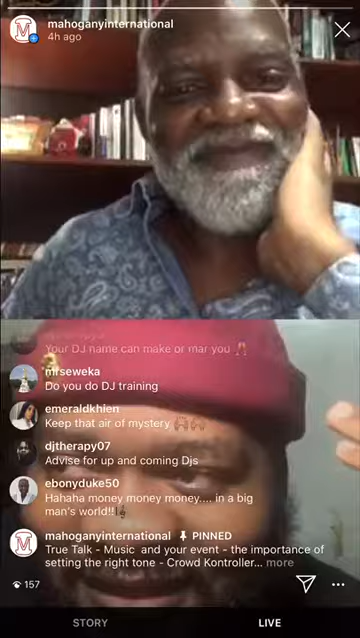 mahoganyinternational
4h ago
Your DJ name can make or mar you
mrseweka
Do you do DJ training
emeraldkhien
Keep that air of mystery
djtherapy07
Advise for up and coming Djs
ebonyduke50
Hahaha money money money.... in a big
man's world!!
mahoganyinternational PINNED
True Talk - Music and your event - the importance of
setting the right tone - Crowd Kontroller... more
157
STORY LIVE